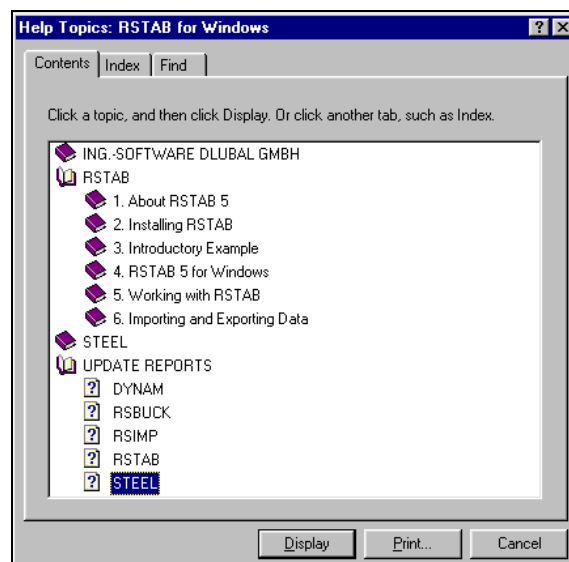 Help Topics: RSTAB for Windows
Contents Index Find
Click a topic, and then click Display. Or click another tab, such as Index.
ING.-SOFTWARE DLUBAL GMBH
RSTAB
1. About RSTAB 5
2. Installing RSTAB
3. Introductory Example
4. RSTAB 5 for Windows
5. Working with RSTAB
6. Importing and Exporting Data
STEEL
UPDATE REPORTS
DYNAM
RSBUCK
RSIMP
RSTAB
STEEL
Display Print... Cancel